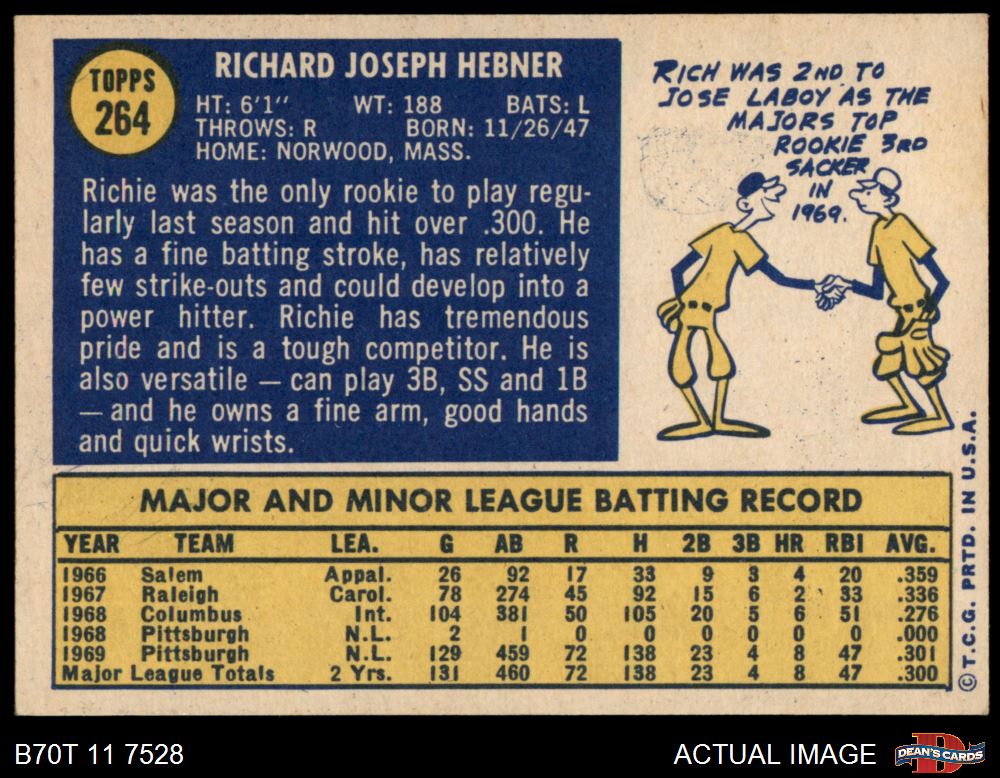 TOPPS
264
RICHARD JOSEPH HEBNER
HT: 6'1" WT: 188 BATS: L
THROWS: R BORN: 11/26/47
HOME: NORWOOD, MASS.
Richie was the only rookie to play regu-
larly last season and hit over .300. He
has a fine batting stroke, has relatively
few strike-outs and could develop into a
power hitter. Richie has tremendous
pride and is a tough competitor. He is
also versatile — can play 3B, SS and 1B
— and he owns a fine arm, good hands
and quick wrists.
RICH WAS 2ND TO
JOSE LABOY AS THE
MAJORS TOP
ROOKIE 3RD
SACKER
IN
1969.
MAJOR AND MINOR LEAGUE BATTING RECORD
YEAR TEAM LEA. G AB R H 2B 3B HR RBI AVG.
1966 Salem Appal. 26 92 17 33 9 3 4 20 .359
1967 Raleigh Carol. 78 274 45 92 15 6 2 33 .336
1968 Columbus Int. 104 381 50 105 20 5 6 51 .276
1968 Pittsburgh N.L. 2 1 0 0 0 0 0 0 .000
1969 Pittsburgh N.L. 129 459 72 138 23 4 8 47 .301
Major League Totals 2 Yrs. 131 460 72 138 23 4 8 47 .300
© T.C.G. PRTD. IN U.S.A.
B70T 11 7528
ACTUAL IMAGE
DEAN'S CARDS